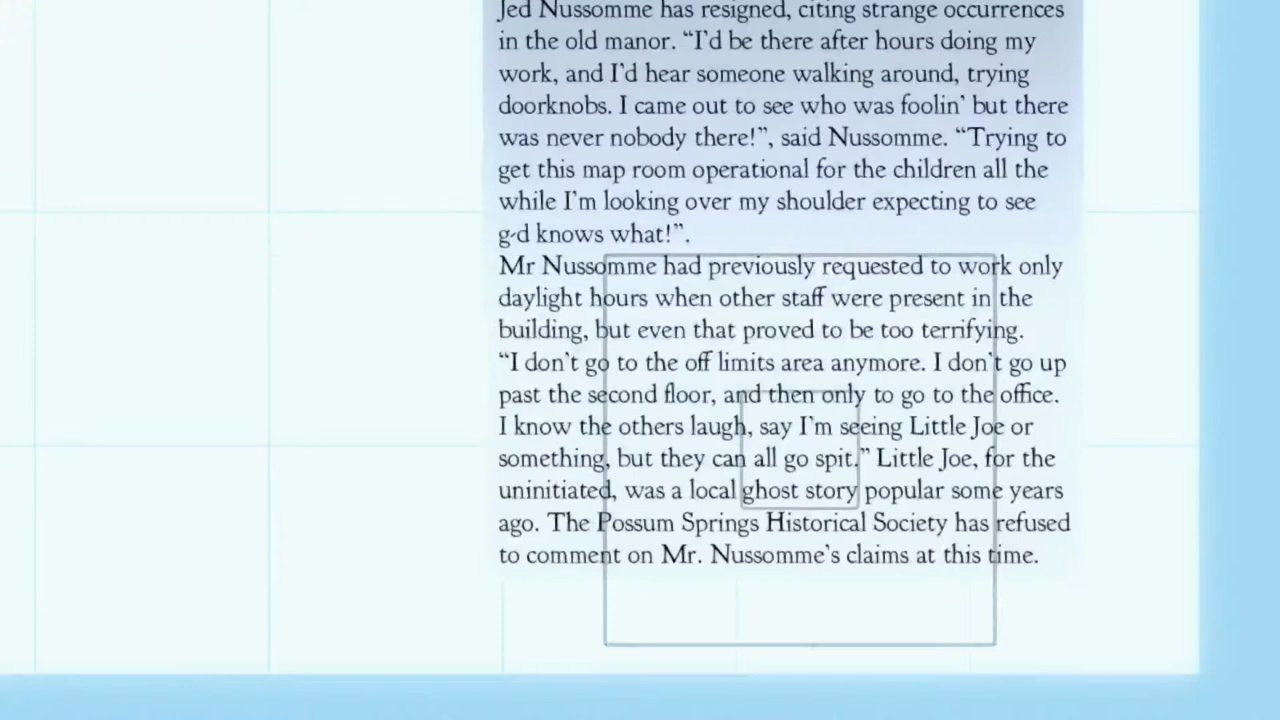 Jed Nussomme has resigned, citing strange occurrences
in the old manor. “I’d be there after hours doing my
work, and I’d hear someone walking around, trying
doorknobs. I came out to see who was foolin’ but there
was never nobody there!”, said Nussomme. “Trying to
get this map room operational for the children all the
while I’m looking over my shoulder expecting to see
g-d knows what!”.
Mr Nussomme had previously requested to work only
daylight hours when other staff were present in the
building, but even that proved to be too terrifying.
“I don’t go to the off limits area anymore. I don’t go up
past the second floor, and then only to go to the office.
I know the others laugh, say I’m seeing Little Joe or
something, but they can all go spit.” Little Joe, for the
uninitiated, was a local ghost story popular some years
ago. The Possum Springs Historical Society has refused
to comment on Mr. Nussomme’s claims at this time.